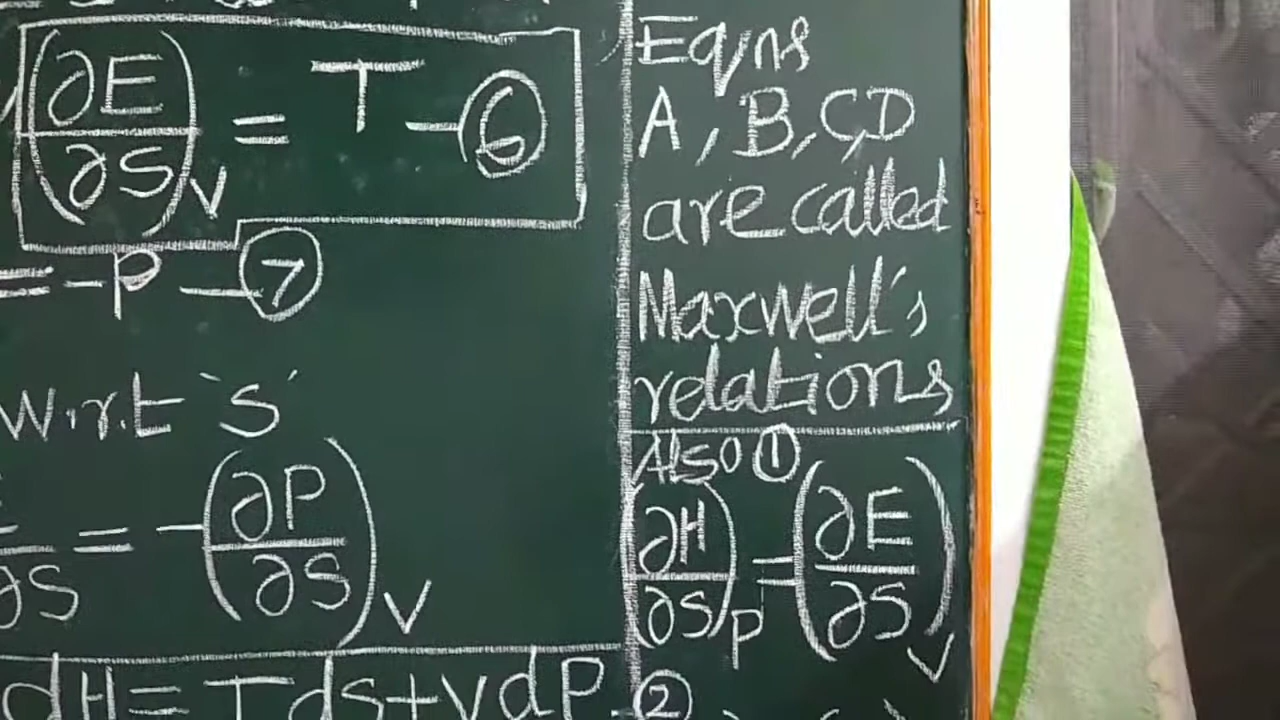 (∂E/∂S)V = T – ⑥
= –P – ⑦
w.r.t 'S'
∂S = –(∂P/∂S)V
dH = TdS + VdP
Eqns
A, B, C, D
are called
Maxwell's
relations
Also ①
(∂H/∂S)P = (∂E/∂S)V
②